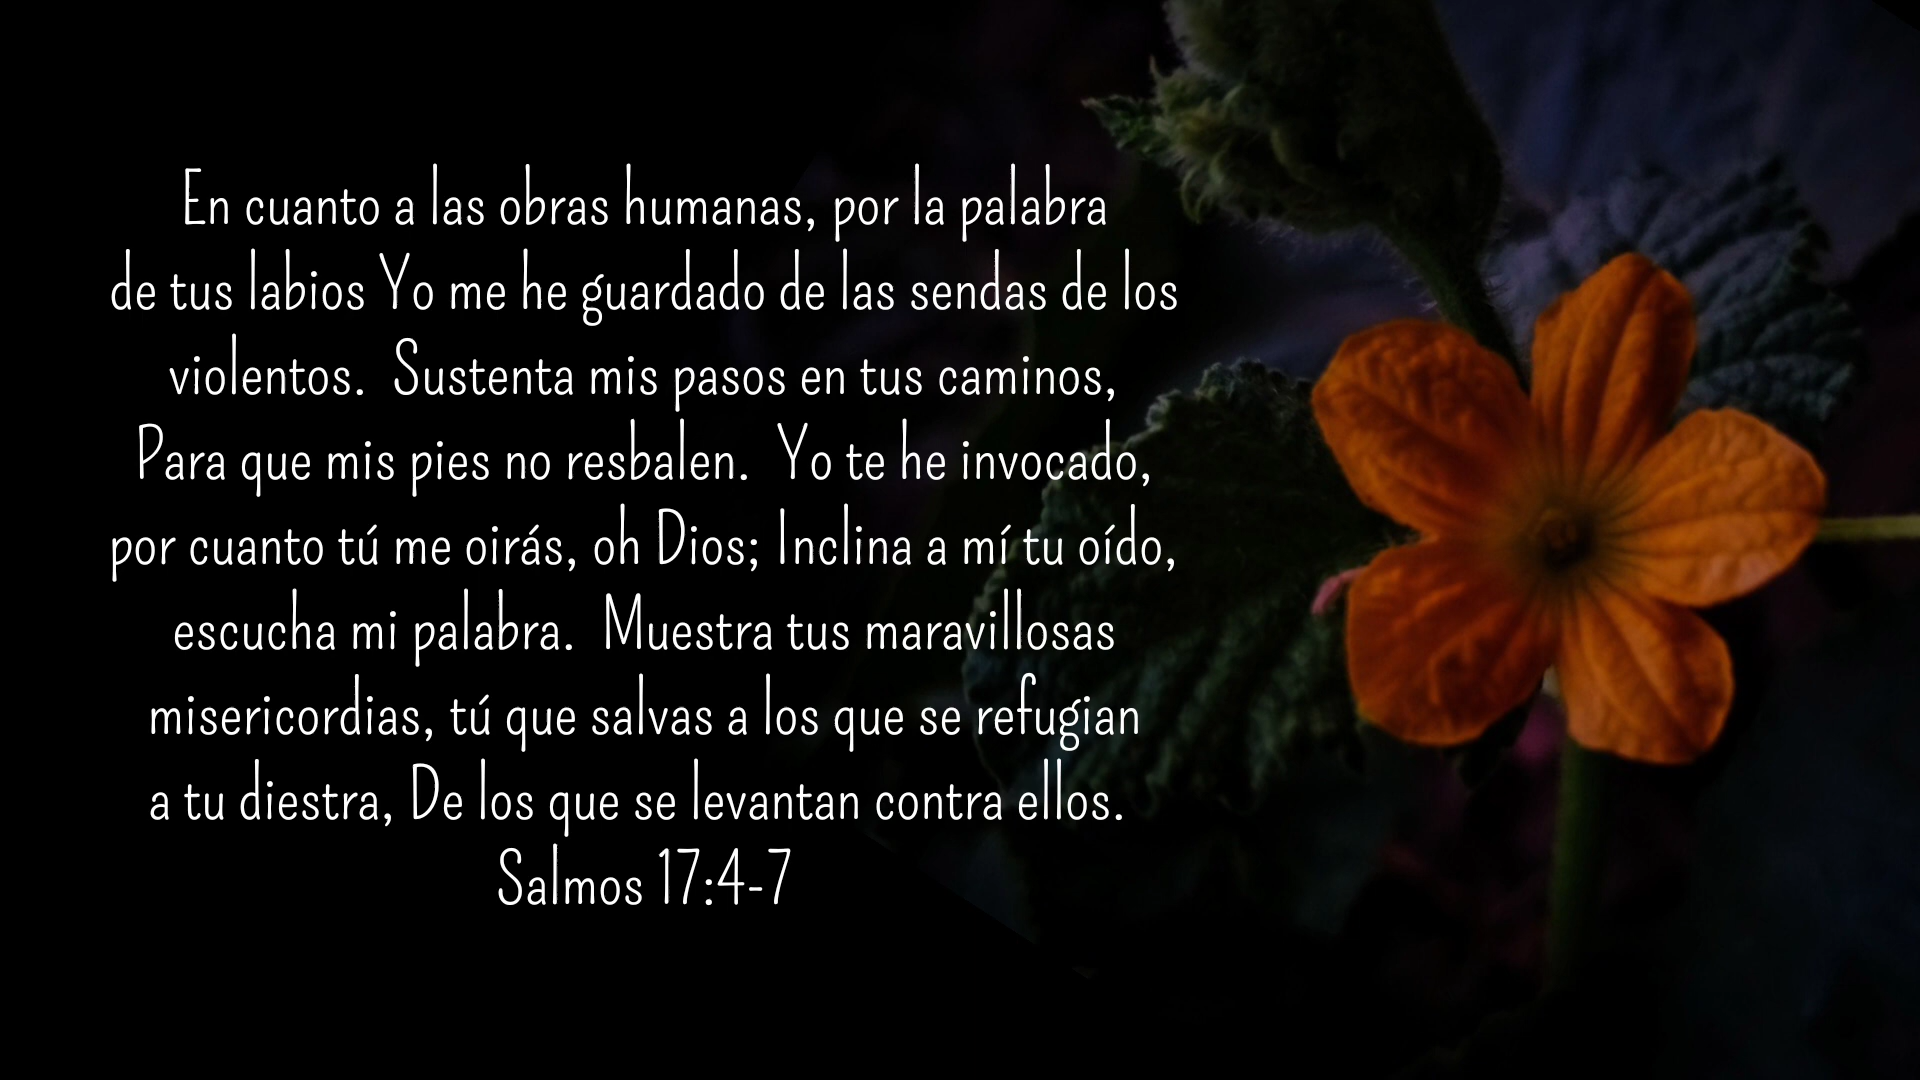 En cuanto a las obras humanas, por la palabra
de tus labios Yo me he guardado de las sendas de los
violentos.  Sustenta mis pasos en tus caminos,
Para que mis pies no resbalen.  Yo te he invocado,
por cuanto tú me oirás, oh Dios; Inclina a mí tu oído,
escucha mi palabra.  Muestra tus maravillosas
misericordias, tú que salvas a los que se refugian
a tu diestra, De los que se levantan contra ellos.
Salmos 17:4-7